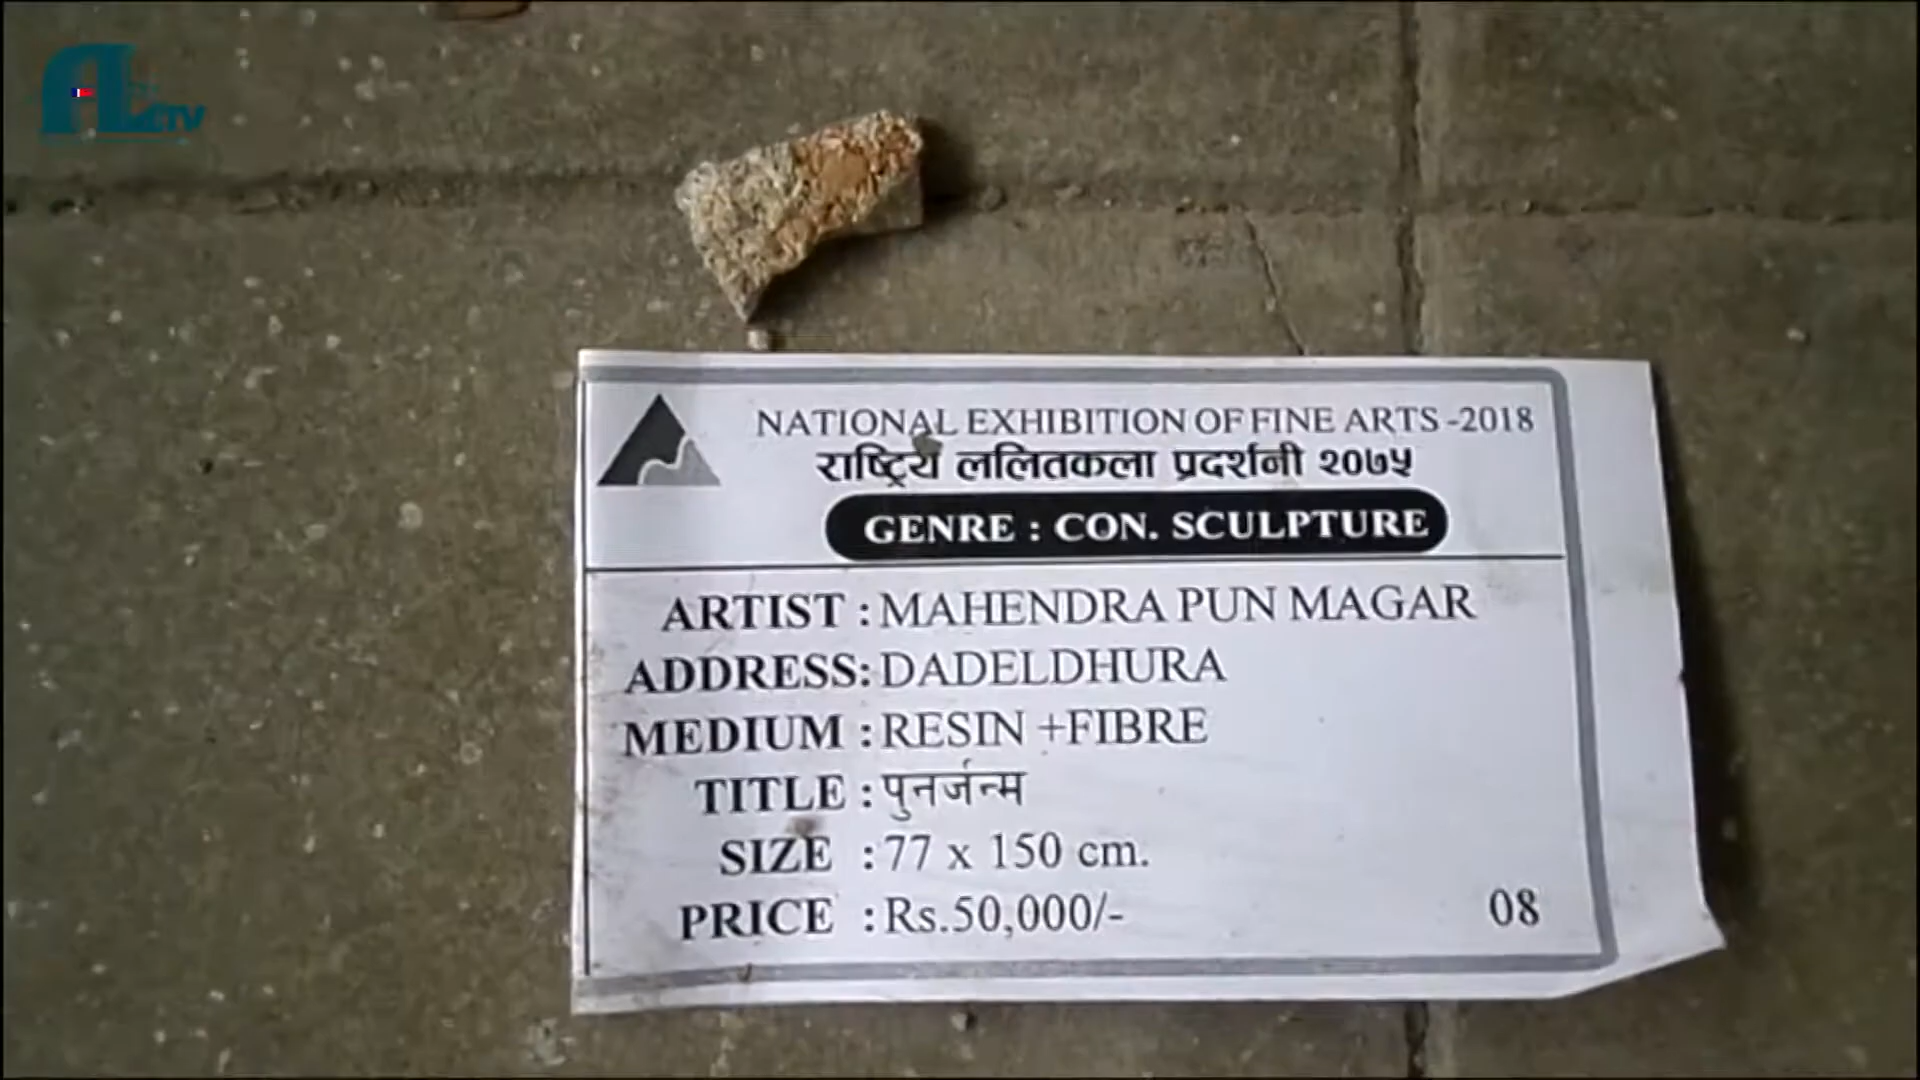 NATIONAL EXHIBITION OF FINE ARTS -2018
राष्ट्रिय ललितकला प्रदर्शनी २०७५
GENRE : CON. SCULPTURE
ARTIST : MAHENDRA PUN MAGAR
ADDRESS: DADELDHURA
MEDIUM : RESIN +FIBRE
TITLE : पुनर्जन्म
SIZE : 77 x 150 cm.
PRICE : Rs.50,000/-
08